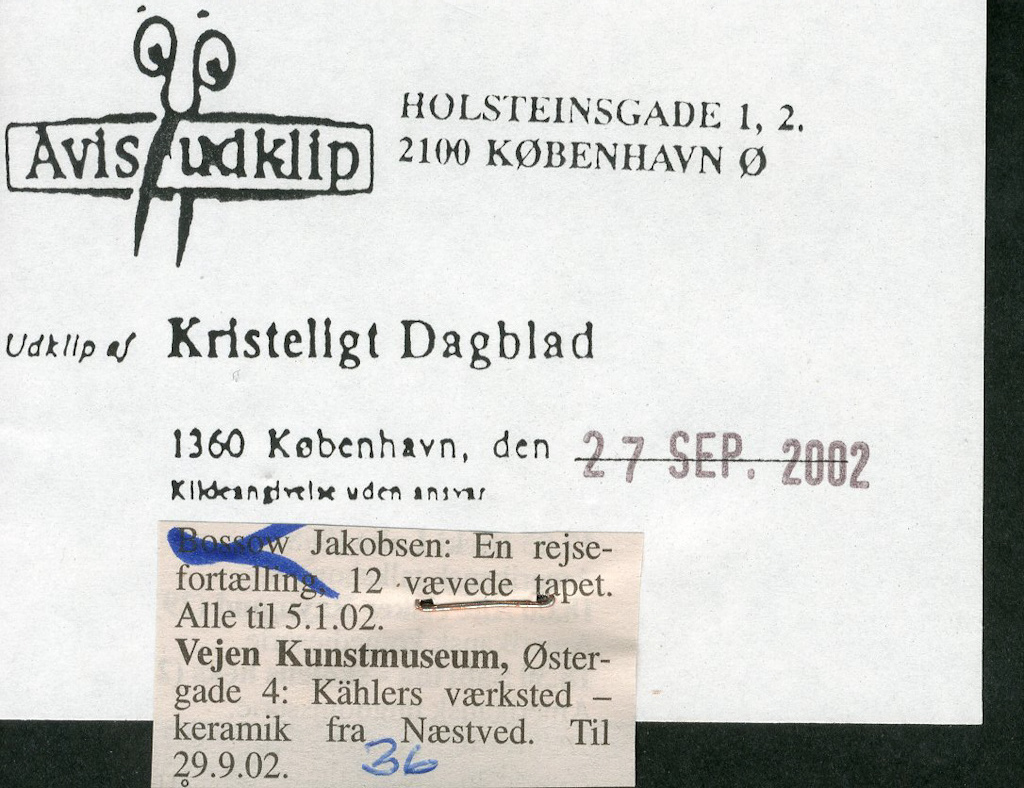 Avis udklip
HOLSTEINSGADE 1, 2.
2100 KØBENHAVN Ø
Udklip af Kristeligt Dagblad
1360 København, den 27 SEP. 2002
Kildeangivelse uden ansvar
Bossow Jakobsen: En rejse-
fortælling, 12 vævede tapet.
Alle til 5.1.02.
Vejen Kunstmuseum, Øster-
gade 4: Kählers værksted –
keramik fra Næstved. Til
29.9.02.
36